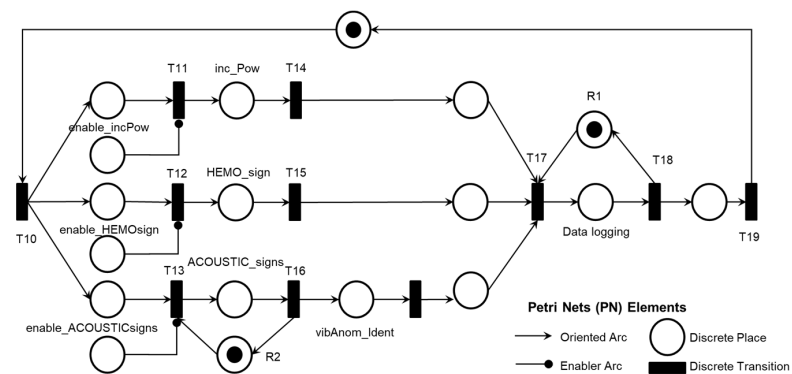 T11
inc_Pow
T14
enable_incPow
R1
T17
T18
T12
HEMO_sign
T15
T10
enable_HEMOsign
Data logging
T19
T13
ACOUSTIC_signs
T16
enable_ACOUSTICsigns
vibAnom_Ident
R2
Petri Nets (PN) Elements
Oriented Arc
Discrete Place
Enabler Arc
Discrete Transition